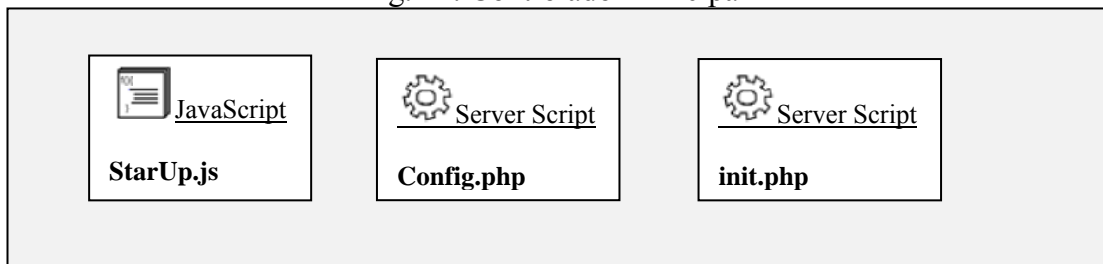 JavaScript
StarUp.js
Server Script
Config.php
Server Script
init.php